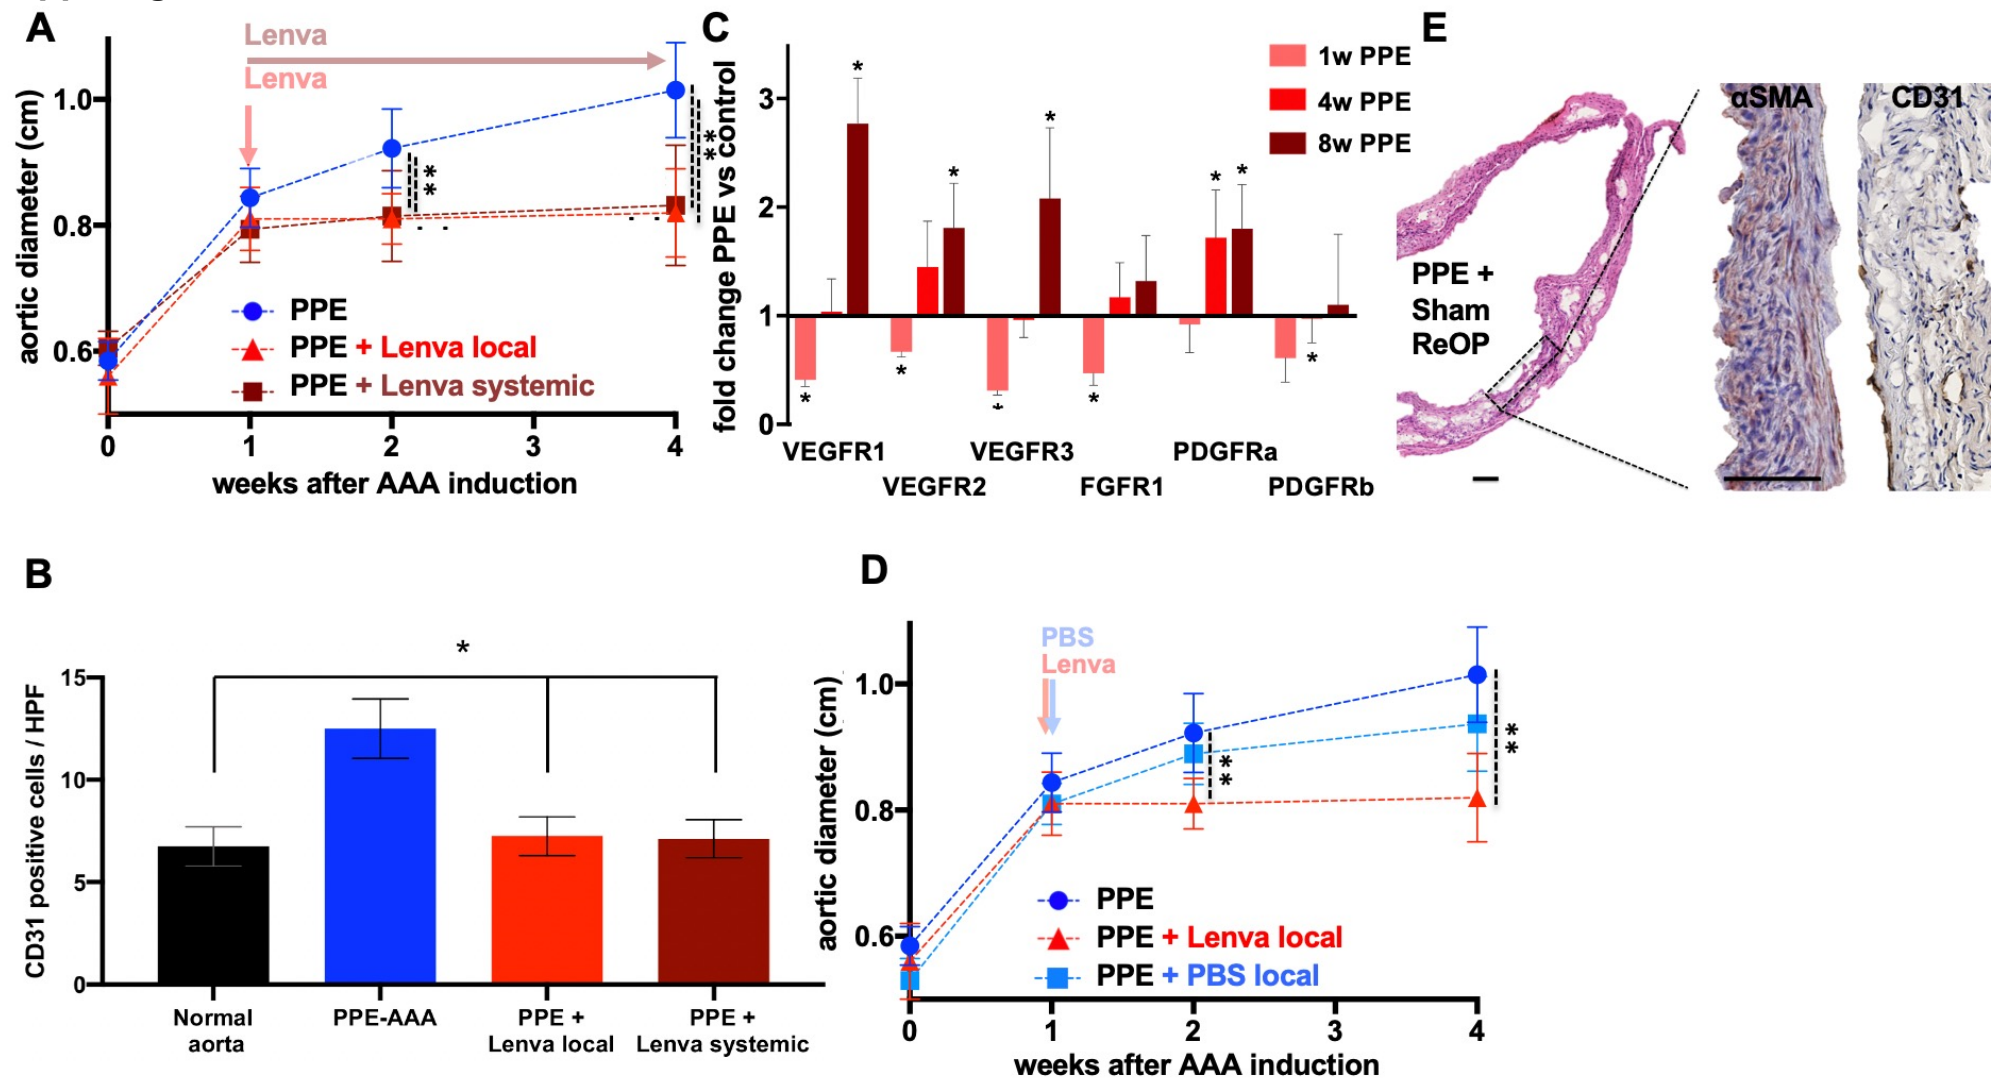 A
Lenva
Lenva
aortic diameter (cm)
1.0
0.8
0.6
**
**
PPE
PPE + Lenva local
PPE + Lenva systemic
0 1 2 3 4
weeks after AAA induction
C
fold change PPE vs control
3
2
1
0
1w PPE
4w PPE
8w PPE
*
*
*
*
*
*
*
*
*
*
VEGFR1
VEGFR2
VEGFR3
FGFR1
PDGFRa
PDGFRb
E
PPE +
Sham
ReOP
αSMA
CD31
B
CD31 positive cells / HPF
15
10
5
0
*
Normal
aorta
PPE-AAA
PPE +
Lenva local
PPE +
Lenva systemic
D
PBS
Lenva
aortic diameter (cm)
1.0
0.8
0.6
**
**
PPE
PPE + Lenva local
PPE + PBS local
0 1 2 3 4
weeks after AAA induction